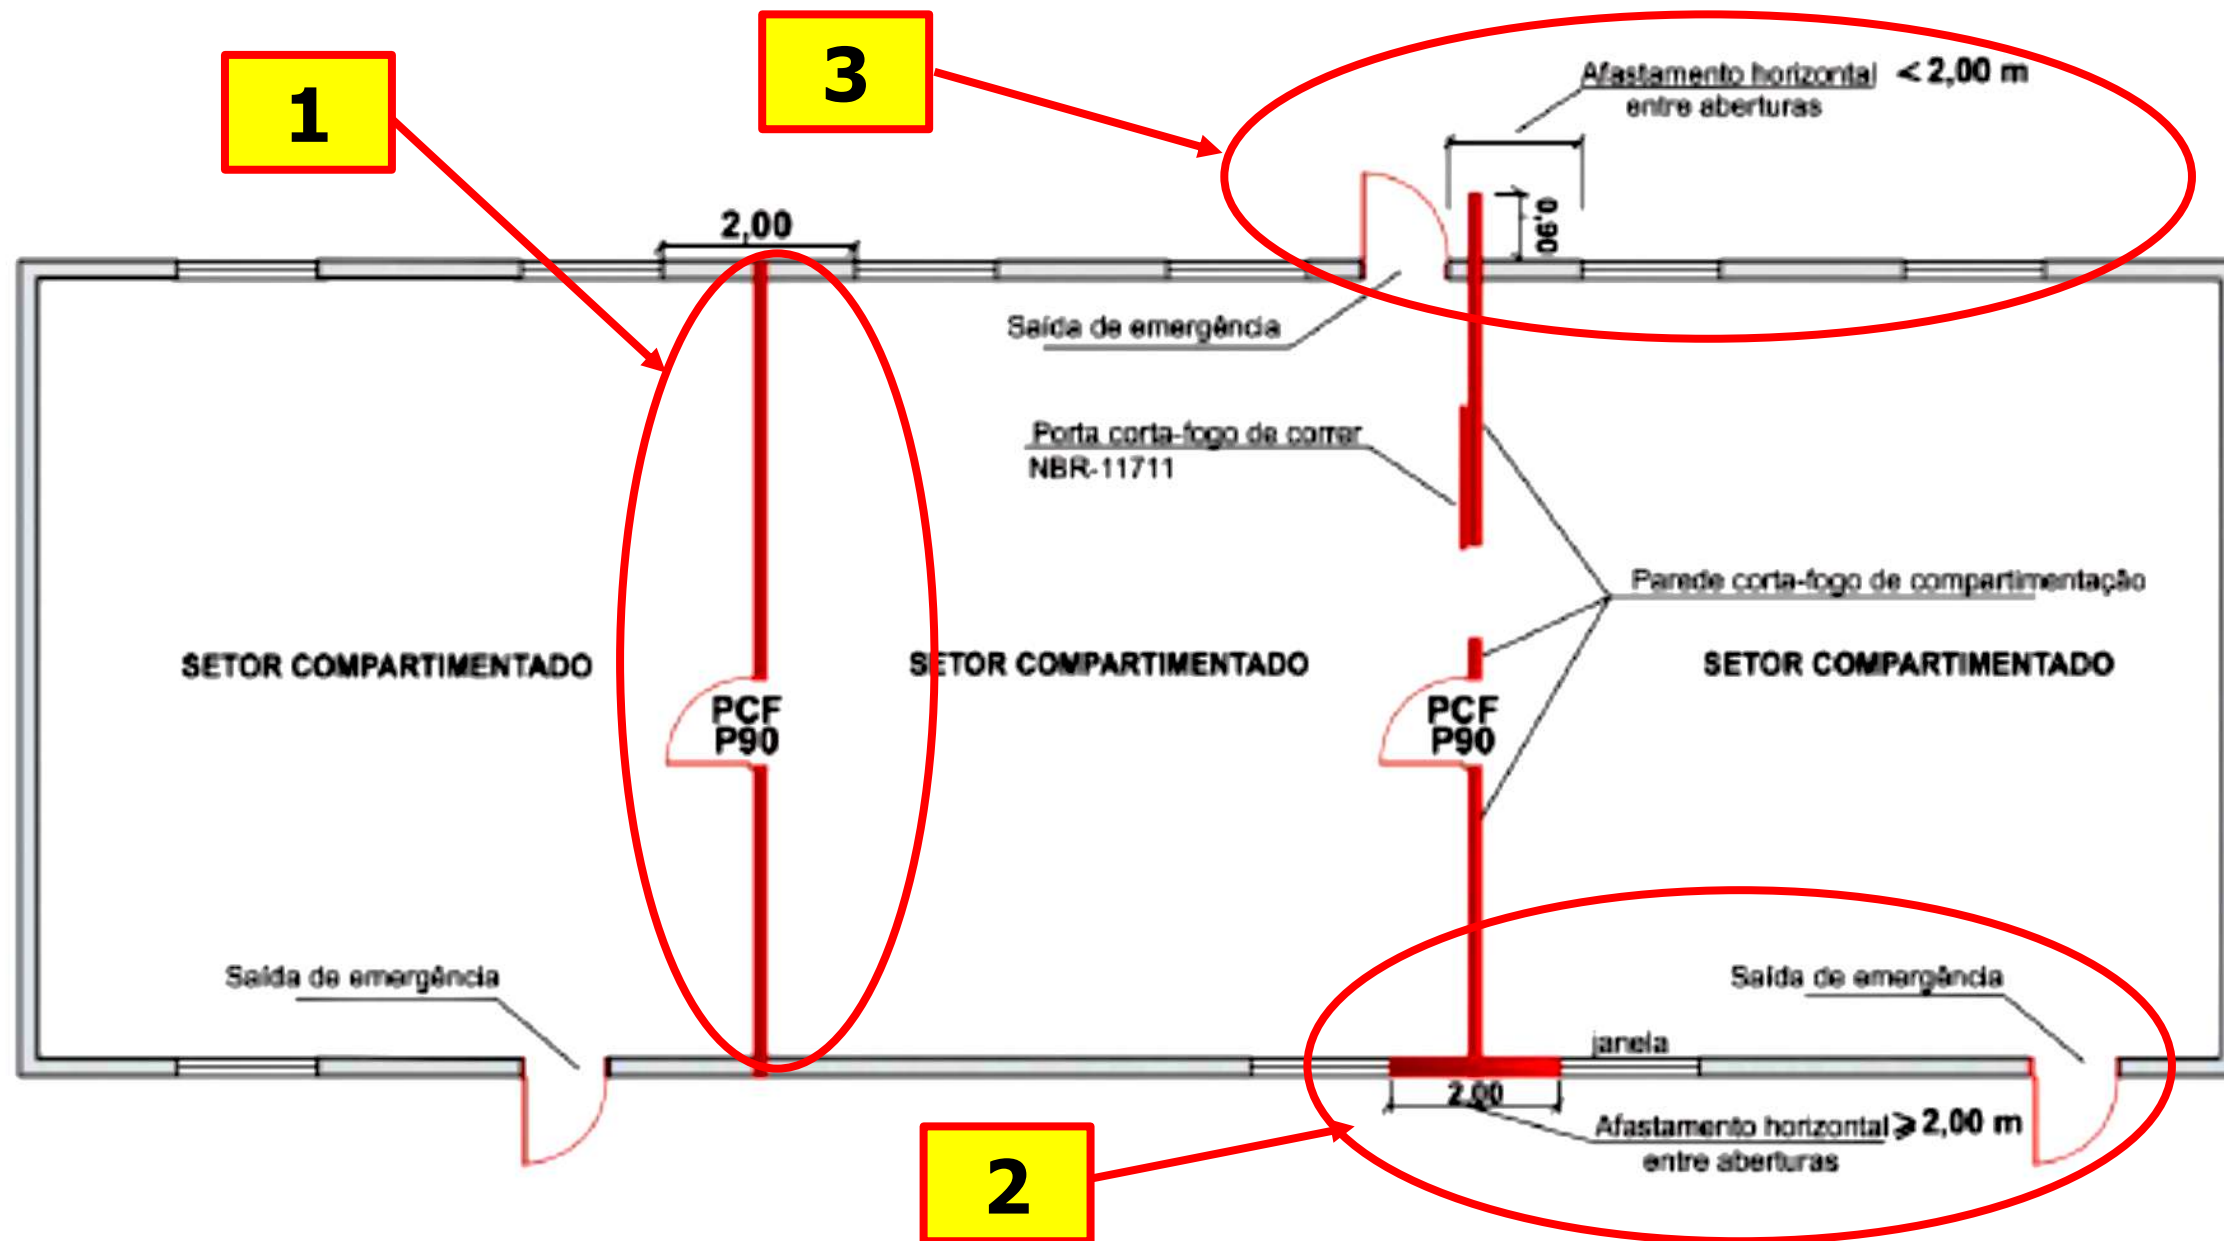 3
1
Afastamento horizontal < 2,00 m
entre aberturas
2,00
0,90
Saída de emergência
Porta corta-fogo de correr
NBR-11711
Parede corta-fogo de compartimentação
SETOR COMPARTIMENTADO
SETOR COMPARTIMENTADO
SETOR COMPARTIMENTADO
PCF
P90
PCF
P90
Saída de emergência
Saída de emergência
janela
2,00
Afastamento horizontal ⩾ 2,00 m
entre aberturas
2